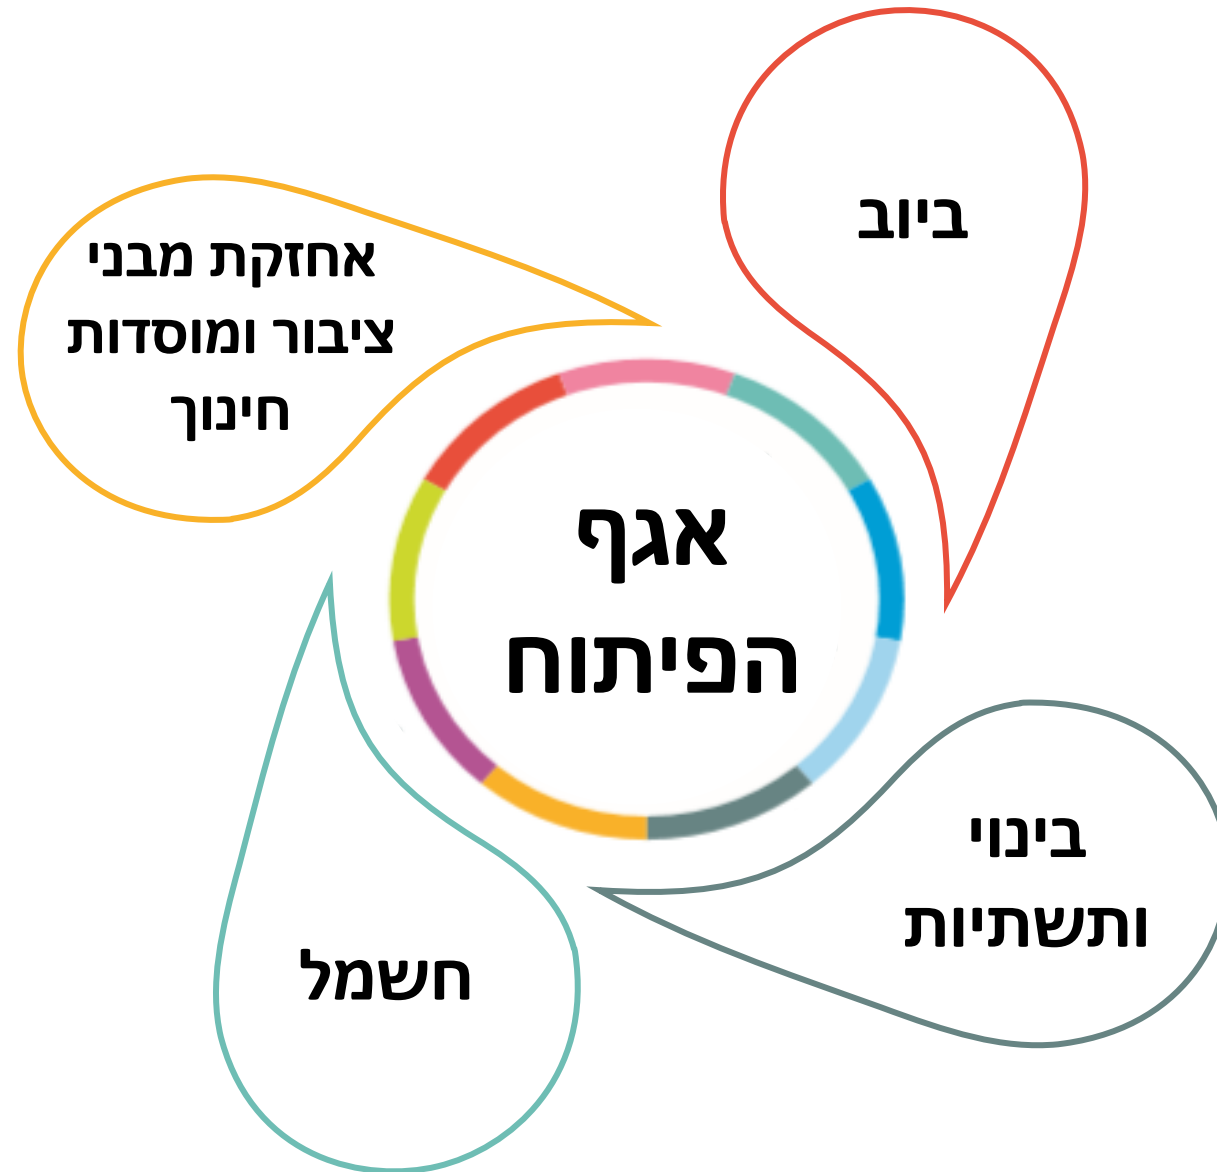 ביוב
אחזקת מבני
ציבור ומוסדות
חינוך
אגף
הפיתוח
בינוי
ותשתיות
חשמל